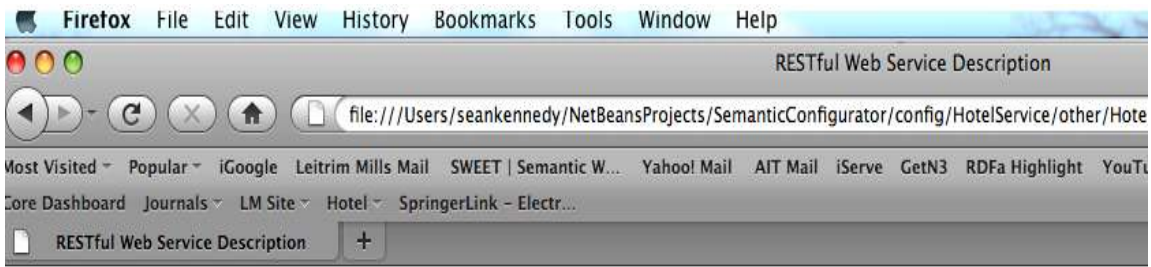 Firefox File Edit View History Bookmarks Tools Window Help
RESTful Web Service Description
file:///Users/seankennedy/NetBeansProjects/SemanticConfigurator/config/HotelService/other/Hote
Most Visited Popular iGoogle Leitrim Mills Mail SWEET | Semantic W... Yahoo! Mail AIT Mail iServe GetN3 RDFa Highlight YouTu
Core Dashboard Journals LM Site Hotel SpringerLink - Electr...
RESTful Web Service Description +